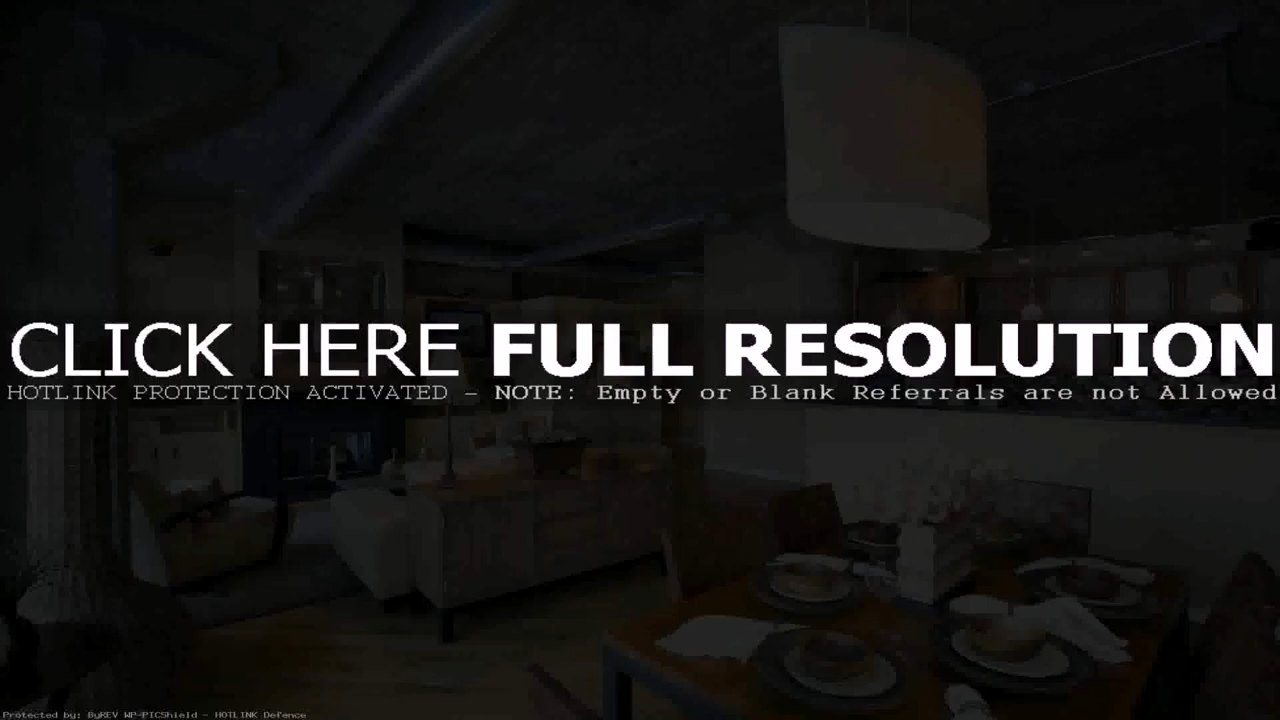 CLICK HERE FULL RESOLUTION
HOTLINK PROTECTION ACTIVATED - NOTE: Empty or Blank Referrals are not Allowed
Protected by: ByREV WP-PICShield - HOTLINK Defence